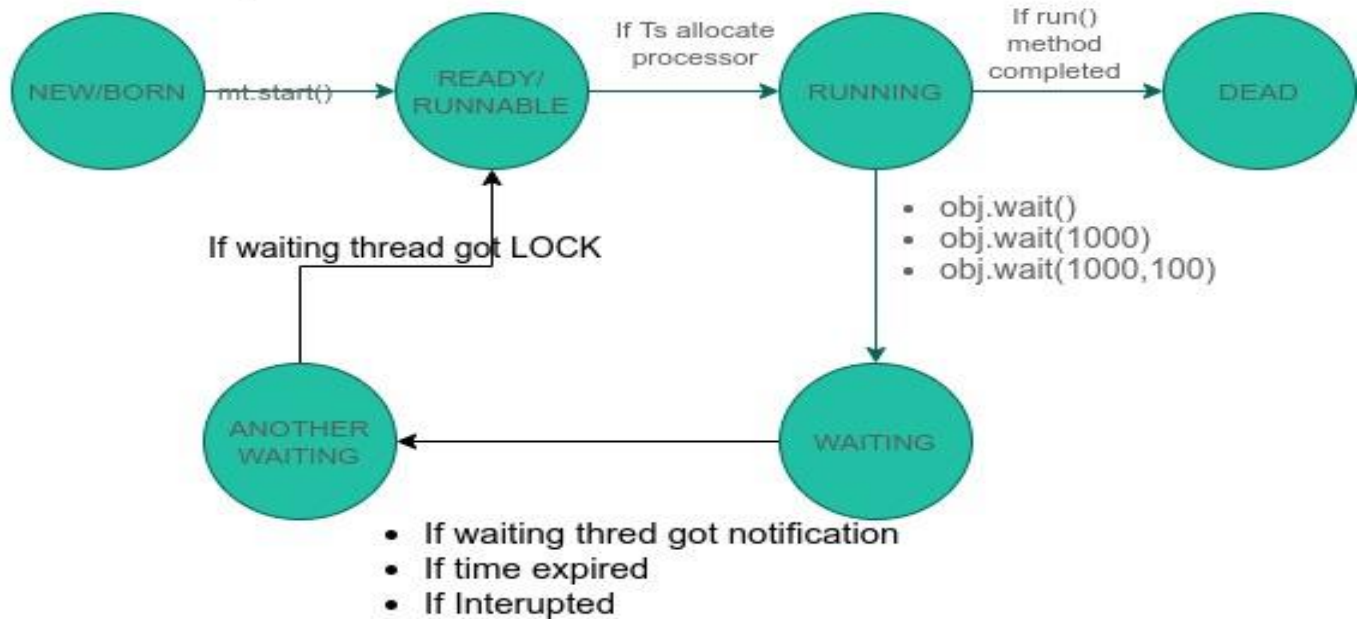 NEW/BORN
mt.start()
READY/
RUNNABLE
If Ts allocate
processor
RUNNING
If run()
method
completed
DEAD
• obj.wait()
• obj.wait(1000)
• obj.wait(1000,100)
If waiting thread got LOCK
ANOTHER
WAITING
WAITING
• If waiting thred got notification
• If time expired
• If Interupted